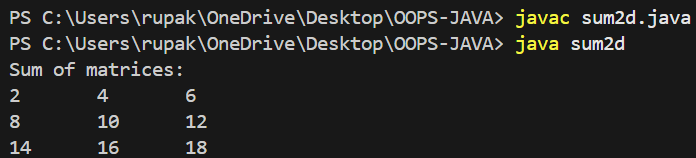 PS C:\Users\rupak\OneDrive\Desktop\OOPS-JAVA> javac sum2d.java
PS C:\Users\rupak\OneDrive\Desktop\OOPS-JAVA> java sum2d
Sum of matrices:
2 4 6
8 10 12
14 16 18